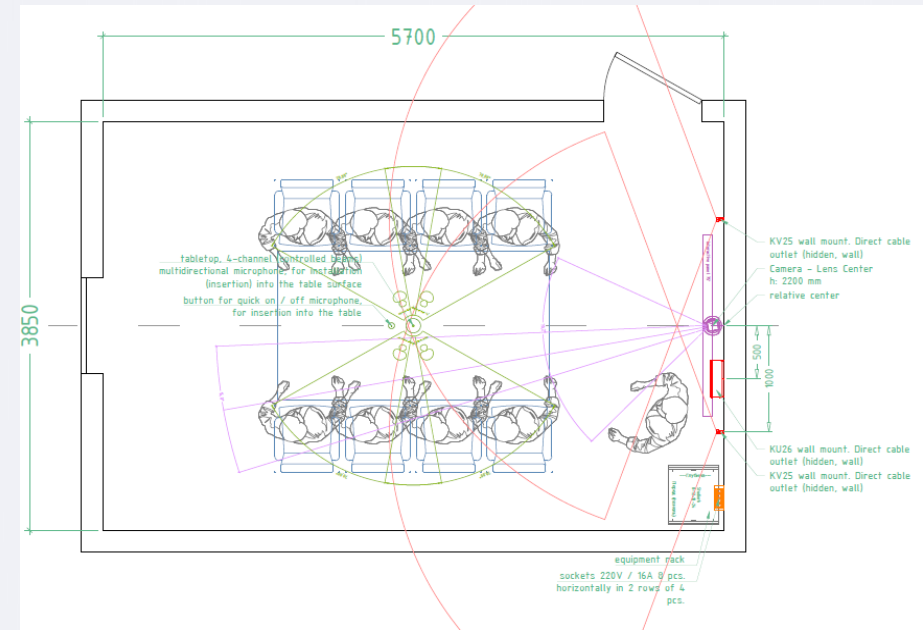 5700
3850
tabletop, 4-channel (controlled beams)
multidirectional microphone, for installation
(insertion) into the table surface
button for quick on / off microphone,
for insertion into the table
KV25 wall mount. Direct cable
outlet (hidden, wall)
Camera - Lens Center
h: 2200 mm
relative center
500
1000
KU26 wall mount. Direct cable
outlet (hidden, wall)
KV25 wall mount. Direct cable
outlet (hidden, wall)
equipment rack
sockets 220V / 16A 8 pcs.
horizontally in 2 rows of 4
pcs.